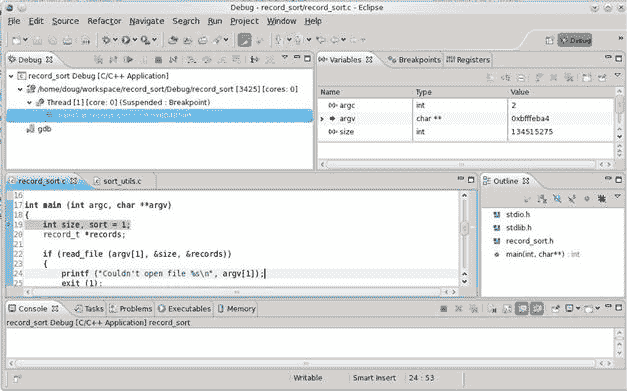 Debug - record_sort/record_sort.c - Eclipse
File Edit Source Refactor Navigate Search Run Project Window Help
Debug
Debug
record_sort Debug [C/C++ Application]
/home/doug/workspace/record_sort/Debug/record_sort [3425] [cores: 0]
Thread [1] [core: 0] (Suspended : Breakpoint)
gdb
Variables Breakpoints Registers
Name Type Value
argc int 2
argv char ** 0xbfffeba4
size int 134515275
record_sort.c sort_utils.c
16
17 int main (int argc, char **argv)
18 {
19 int size, sort = 1;
20 record_t *records;
21
22 if (read_file (argv[1], &size, &records))
23 {
24 printf ("Couldn't open file %s\n", argv[1]);
25 exit (1);
Outline
stdio.h
stdlib.h
record_sort.h
main(int, char**) : int
Console Tasks Problems Executables Memory
record_sort Debug [C/C++ Application] record_sort
Writable Smart Insert 24 : 53